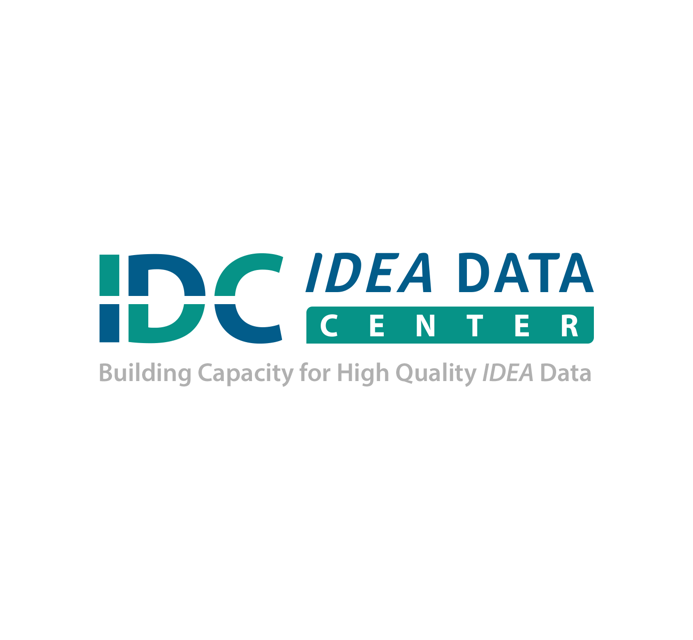 IDC
IDEA DATA
CENTER
Building Capacity for High Quality IDEA Data